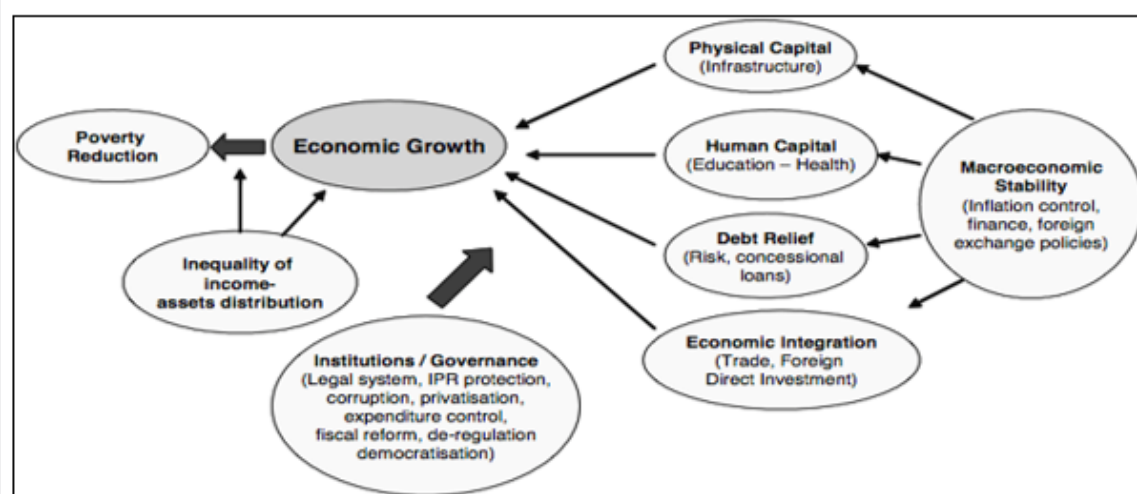 Physical Capital
(Infrastructure)
Poverty
Reduction
Economic Growth
Human Capital
(Education – Health)
Macroeconomic
Stability
(Inflation control,
finance, foreign
exchange policies)
Debt Relief
(Risk, concessional
loans)
Inequality of
income-
assets distribution
Economic Integration
(Trade, Foreign
Direct Investment)
Institutions / Governance
(Legal system, IPR protection,
corruption, privatisation,
expenditure control,
fiscal reform, de-regulation
democratisation)